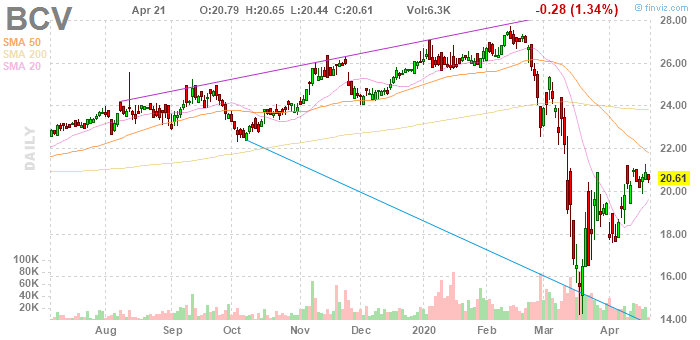 BCV Apr 21 O:20.79 H:20.65 L:20.44 C:20.61 Vol:6.3K -0.28 (1.34%) © finviz.com
SMA 50
SMA 200
SMA 20
DAILY
28.00
26.00
24.00
22.00
20.61
20.00
18.00
16.00
14.00
100K
80K
60K
40K
20K
Aug Sep Oct Nov Dec 2020 Feb Mar Apr